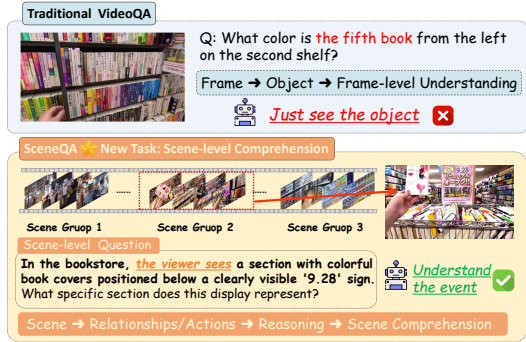 Traditional VideoQA
Q: What color is the fifth book from the left
on the second shelf?
Frame ➜ Object ➜ Frame-level Understanding
Just see the object
SceneQA New Task: Scene-level Comprehension
...... ......
Scene Gruop 1 Scene Gruop 2 Scene Gruop 3
9.28
Scene-level Question
In the bookstore, the viewer sees a section with colorful
book covers positioned below a clearly visible '9.28' sign.
What specific section does this display represent?
Understand
the event
Scene ➜ Relationships/Actions ➜ Reasoning ➜ Scene Comprehension